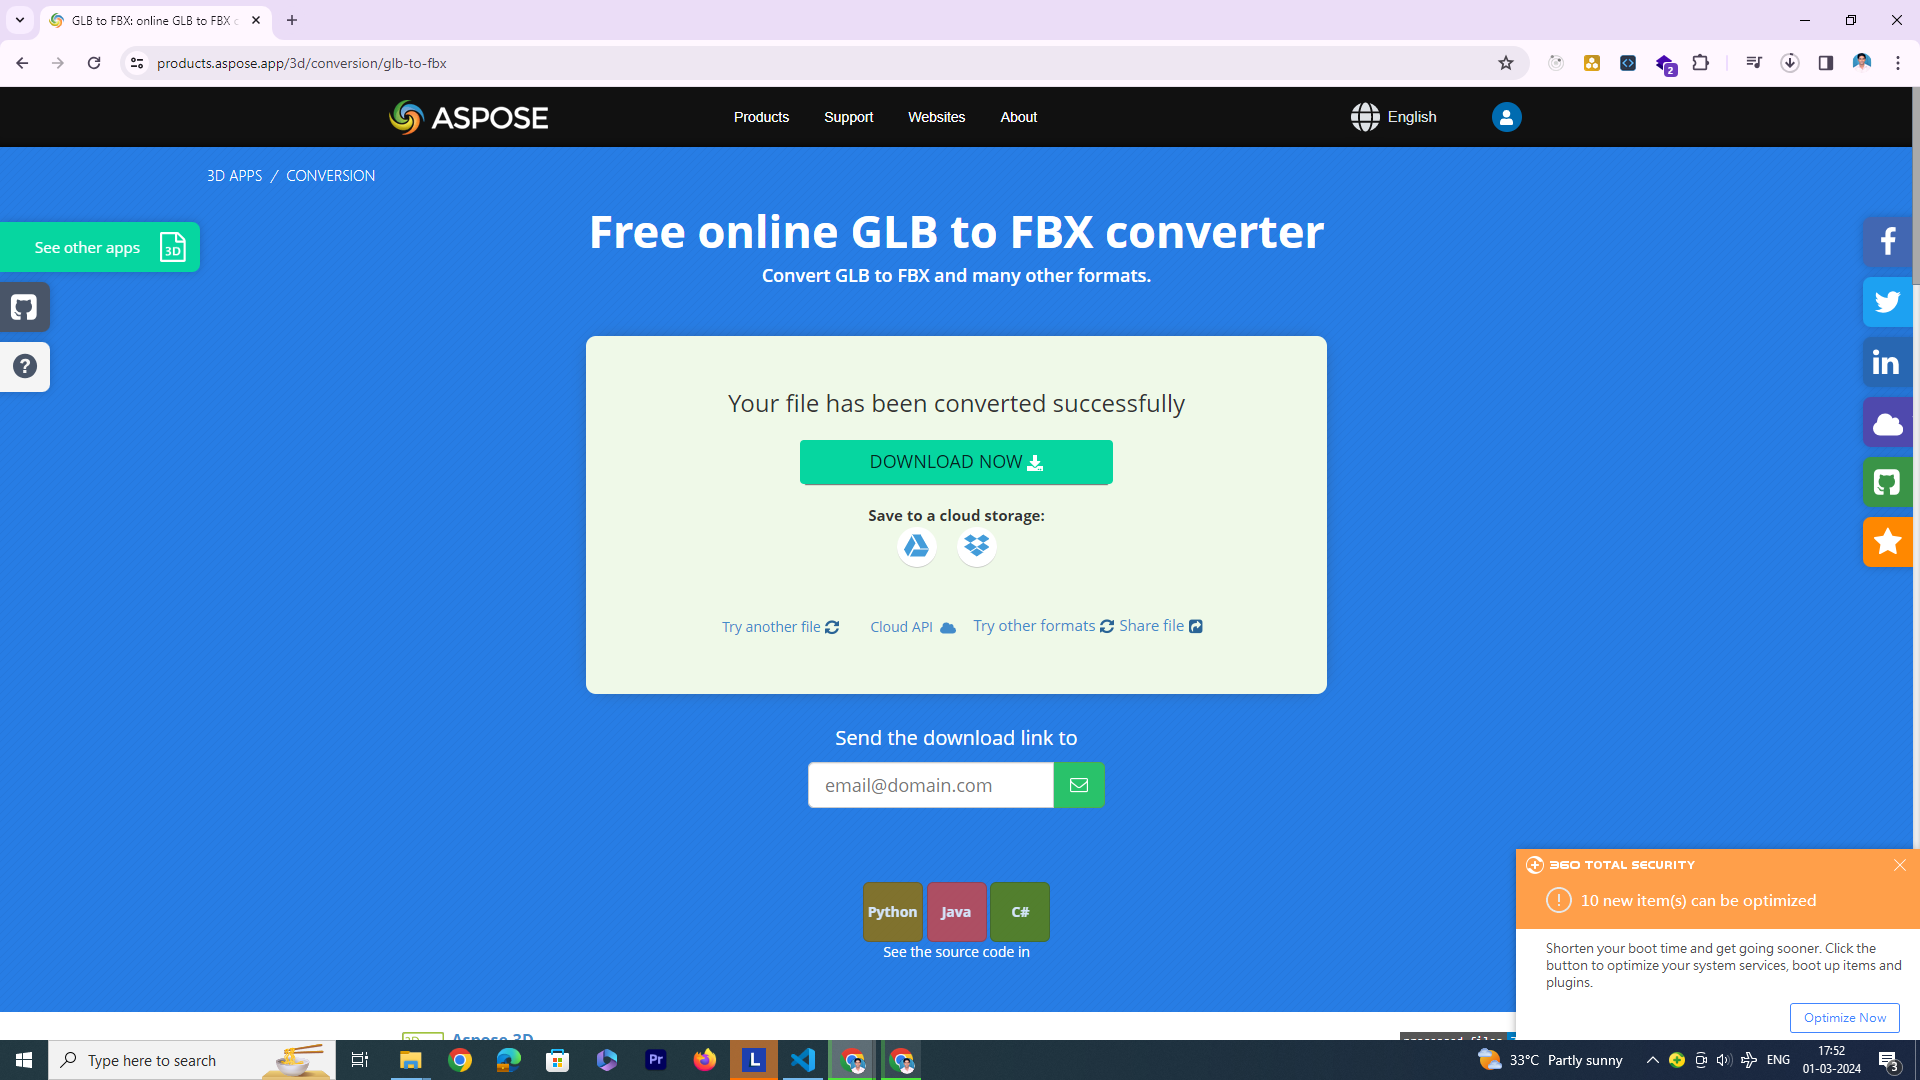 GLB to FBX: online GLB to FBX c
products.aspose.app/3d/conversion/glb-to-fbx
2
ASPOSE
Products
Support
Websites
About
English
3D APPS / CONVERSION
See other apps
3D
Free online GLB to FBX converter
Convert GLB to FBX and many other formats.
Your file has been converted successfully
DOWNLOAD NOW
Save to a cloud storage:
Try another file
Cloud API
Try other formats
Share file
Send the download link to
email@domain.com
Python
Java
C#
See the source code in
360 TOTAL SECURITY
10 new item(s) can be optimized
Shorten your boot time and get going sooner. Click the
button to optimize your system services, boot up items and
plugins.
Optimize Now
Aspose 3D
Type here to search
Pr
L
33°C Partly sunny
ENG
17:52
01-03-2024
3